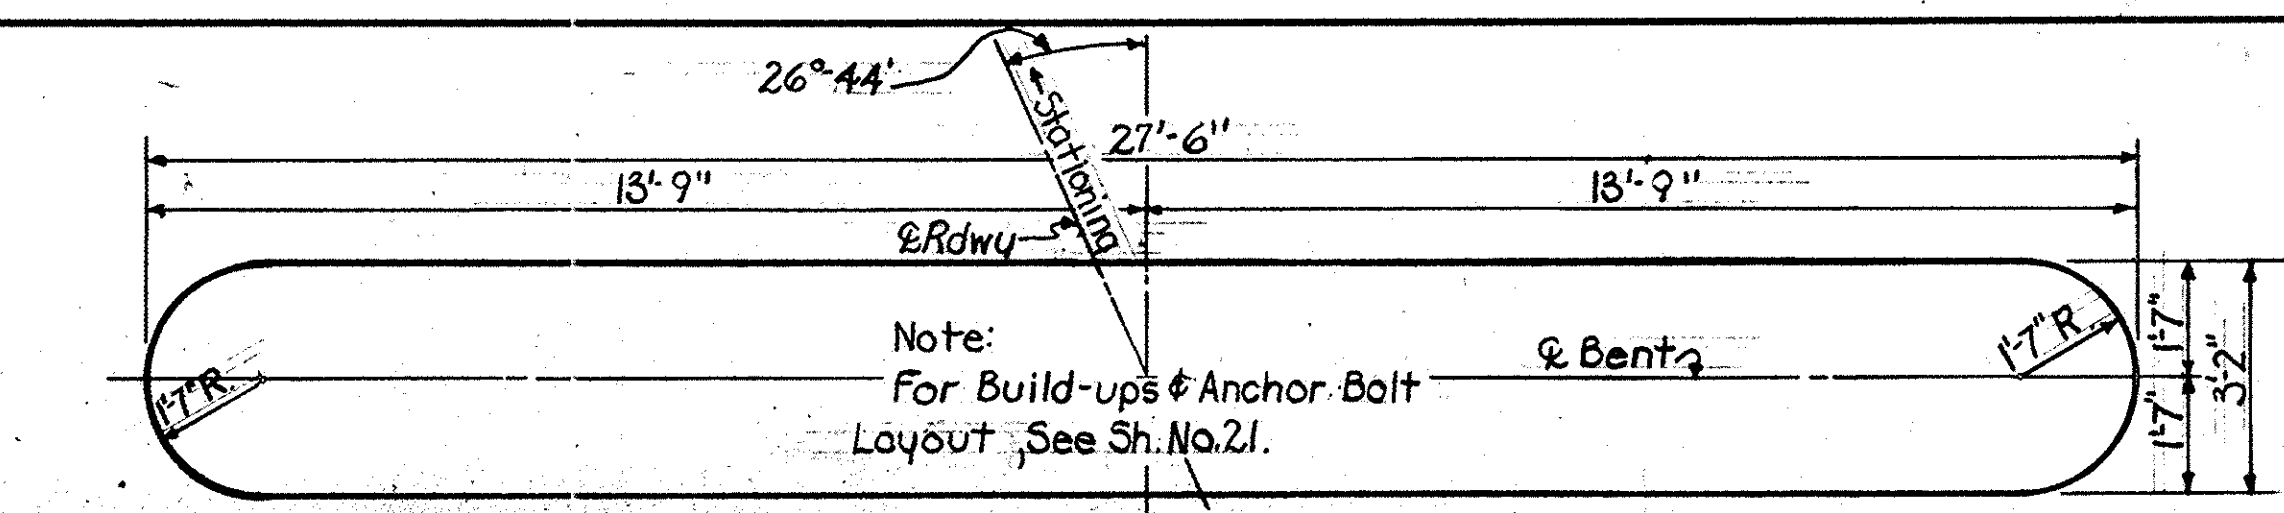 26°-44'
Stationing
27'-6"
13'-9"
13'-9"
℄ Rdwy
Note:
For Build-ups & Anchor Bolt
Layout, See Sh. No. 21.
℄ Bent
1'-7" R.
1'-7" R.
1'-7"
1'-7"
3'-2"